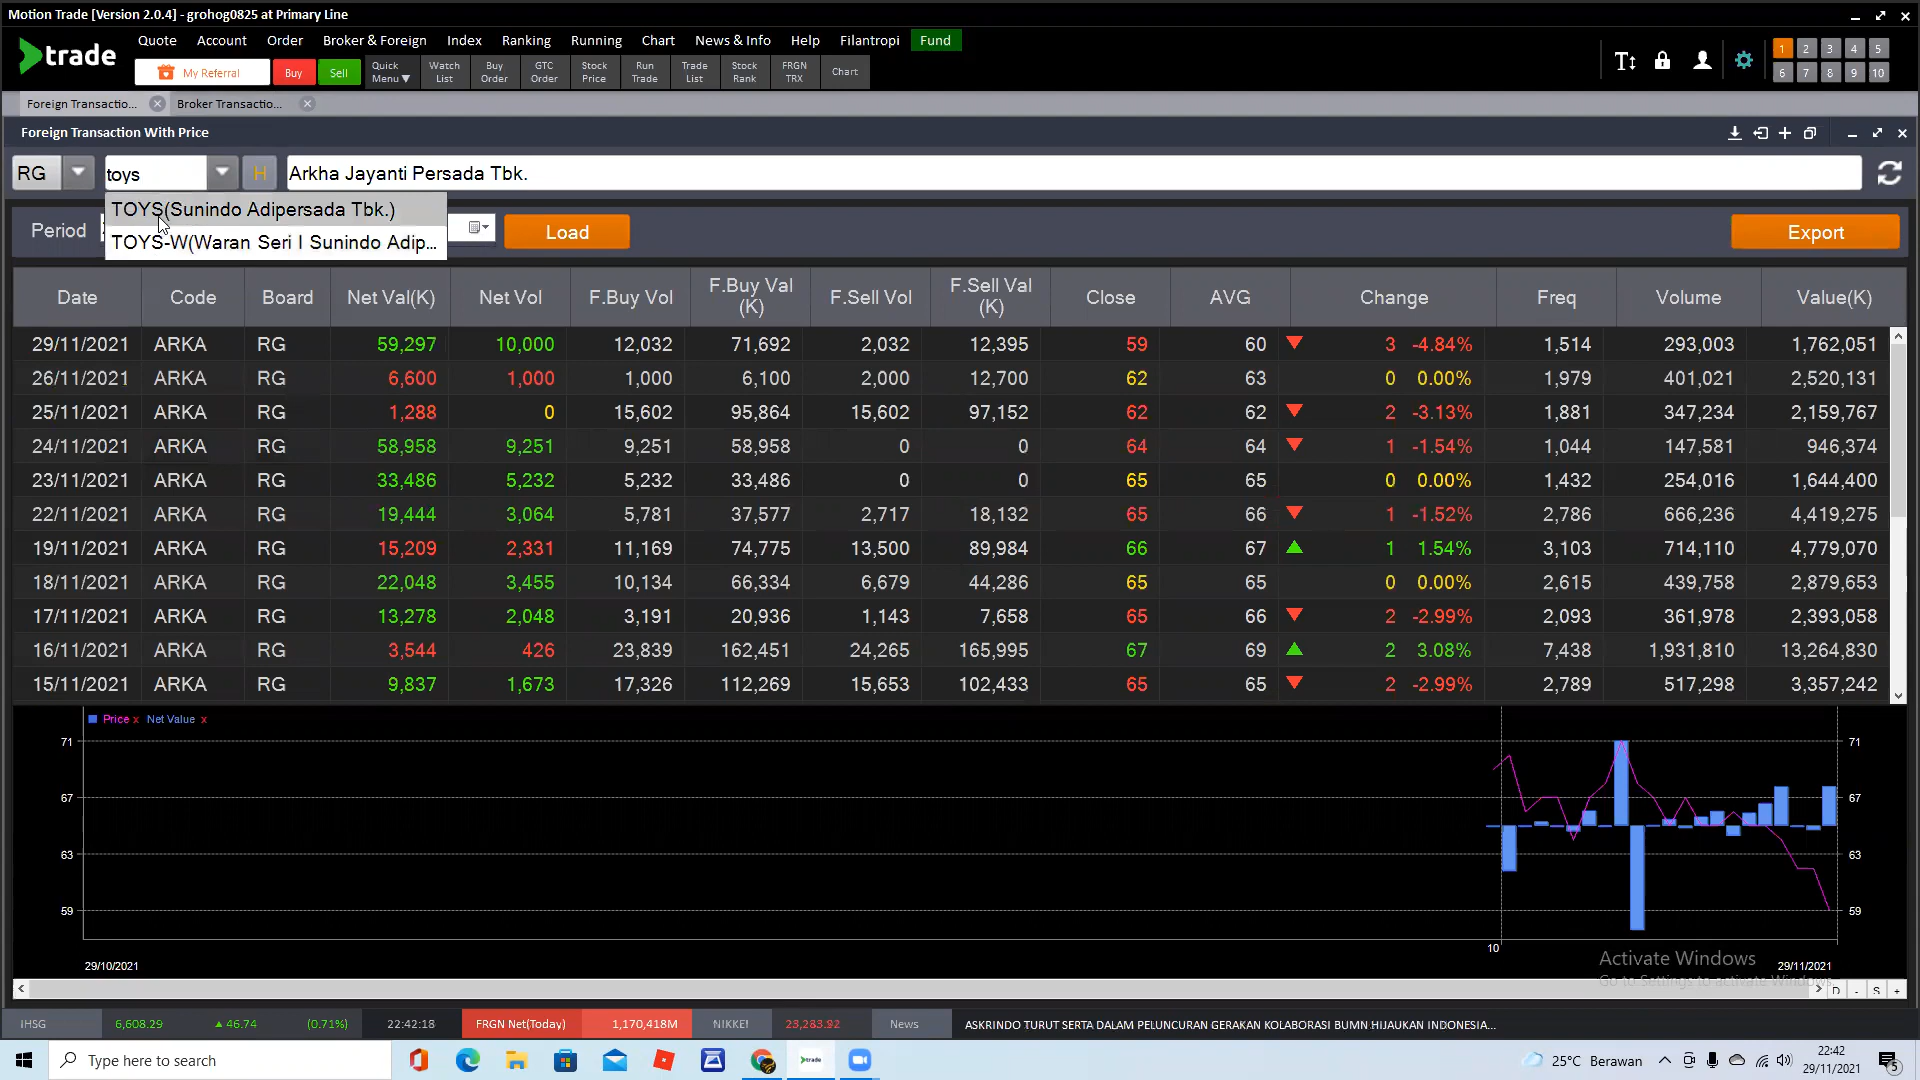 Motion Trade [Version 2.0.4] - grohog0825 at Primary Line
trade
Quote Account Order Broker & Foreign Index Ranking Running Chart News & Info Help Filantropi Fund
My Referral Buy Sell Quick Menu▼ Watch List Buy Order GTC Order Stock Price Run Trade Trade List Stock Rank FRGN TRX Chart
1 2 3 4 5
6 7 8 9 10
Foreign Transactio... Broker Transactio...
Foreign Transaction With Price
RG toys H Arkha Jayanti Persada Tbk.
TOYS(Sunindo Adipersada Tbk.)
Period Load Export
TOYS-W(Waran Seri I Sunindo Adip...
Date Code Board Net Val(K) Net Vol F.Buy Vol F.Buy Val (K) F.Sell Vol F.Sell Val (K) Close AVG Change Freq Volume Value(K)
29/11/2021 ARKA RG 59,297 10,000 12,032 71,692 2,032 12,395 59 60 3 -4.84% 1,514 293,003 1,762,051
26/11/2021 ARKA RG 6,600 1,000 1,000 6,100 2,000 12,700 62 63 0 0.00% 1,979 401,021 2,520,131
25/11/2021 ARKA RG 1,288 0 15,602 95,864 15,602 97,152 62 62 2 -3.13% 1,881 347,234 2,159,767
24/11/2021 ARKA RG 58,958 9,251 9,251 58,958 0 0 64 64 1 -1.54% 1,044 147,581 946,374
23/11/2021 ARKA RG 33,486 5,232 5,232 33,486 0 0 65 65 0 0.00% 1,432 254,016 1,644,400
22/11/2021 ARKA RG 19,444 3,064 5,781 37,577 2,717 18,132 65 66 1 -1.52% 2,786 666,236 4,419,275
19/11/2021 ARKA RG 15,209 2,331 11,169 74,775 13,500 89,984 66 67 1 1.54% 3,103 714,110 4,779,070
18/11/2021 ARKA RG 22,048 3,455 10,134 66,334 6,679 44,286 65 65 0 0.00% 2,615 439,758 2,879,653
17/11/2021 ARKA RG 13,278 2,048 3,191 20,936 1,143 7,658 65 66 2 -2.99% 2,093 361,978 2,393,058
16/11/2021 ARKA RG 3,544 426 23,839 162,451 24,265 165,995 67 69 2 3.08% 7,438 1,931,810 13,264,830
15/11/2021 ARKA RG 9,837 1,673 17,326 112,269 15,653 102,433 65 65 2 -2.99% 2,789 517,298 3,357,242
Price x Net Value x
71 71
67 67
63 63
59 59
10
Activate Windows
29/10/2021 29/11/2021
Go to Settings to activate Windows.
D - S +
IHSG 6,608.29 46.74 (0.71%) 22:42:18 FRGN Net(Today) 1,170,418M NIKKEI News ASKRINDO TURUT SERTA DALAM PELUNCURAN GERAKAN KOLABORASI BUMN HIJAUKAN INDONESIA...
Type here to search trade 25°C Berawan 22:42
29/11/2021 5